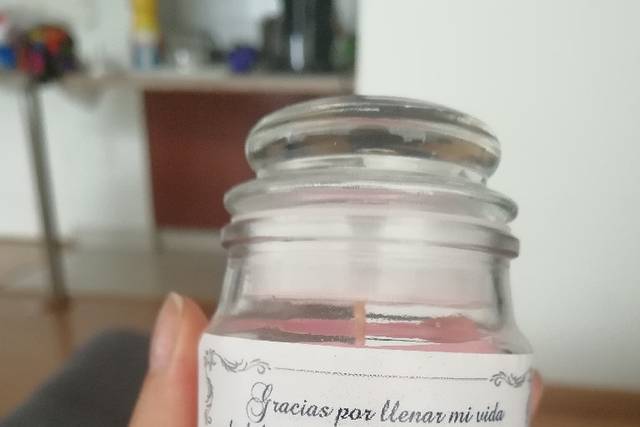 Gracias por llenar mi vida